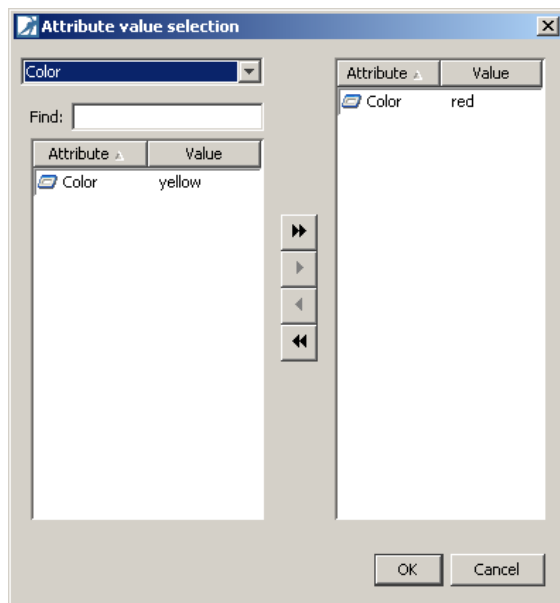 Attribute value selection
Color
Find:
Attribute Value
Color yellow
Attribute Value
Color red
OK Cancel